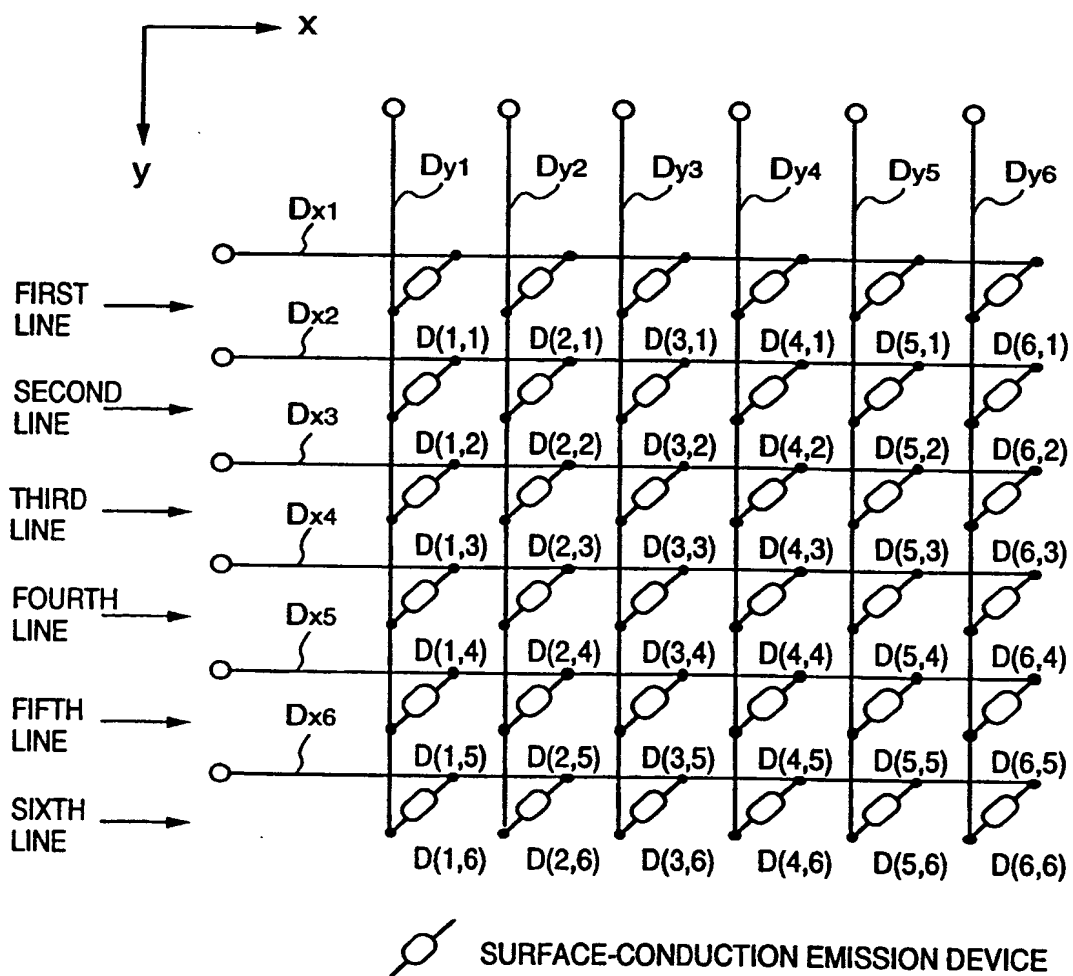 x
y
Dy1 Dy2 Dy3 Dy4 Dy5 Dy6
Dx1
FIRST
LINE
Dx2
D(1,1) D(2,1) D(3,1) D(4,1) D(5,1) D(6,1)
SECOND
LINE
Dx3
D(1,2) D(2,2) D(3,2) D(4,2) D(5,2) D(6,2)
THIRD
LINE
Dx4
D(1,3) D(2,3) D(3,3) D(4,3) D(5,3) D(6,3)
FOURTH
LINE
Dx5
D(1,4) D(2,4) D(3,4) D(4,4) D(5,4) D(6,4)
FIFTH
LINE
Dx6
D(1,5) D(2,5) D(3,5) D(4,5) D(5,5) D(6,5)
SIXTH
LINE
D(1,6) D(2,6) D(3,6) D(4,6) D(5,6) D(6,6)
SURFACE-CONDUCTION EMISSION DEVICE